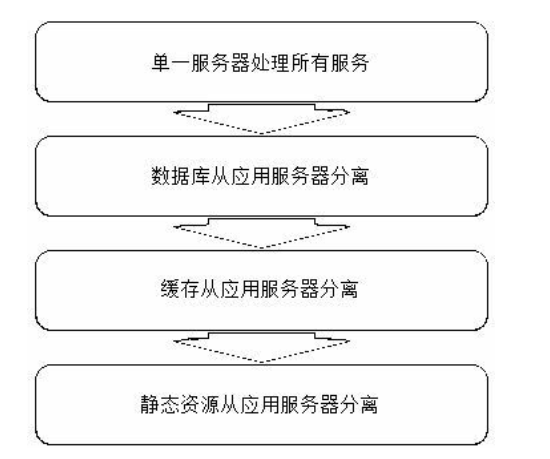 单一服务器处理所有服务
数据库从应用服务器分离
缓存从应用服务器分离
静态资源从应用服务器分离